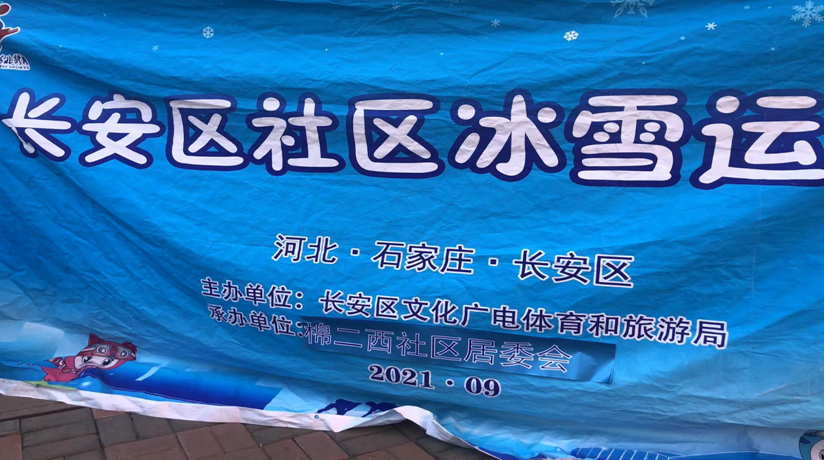 长安区社区冰雪运
河北·石家庄·长安区
主办单位：长安区文化广电体育和旅游局
承办单位：棉二西社区居委会
2021·09